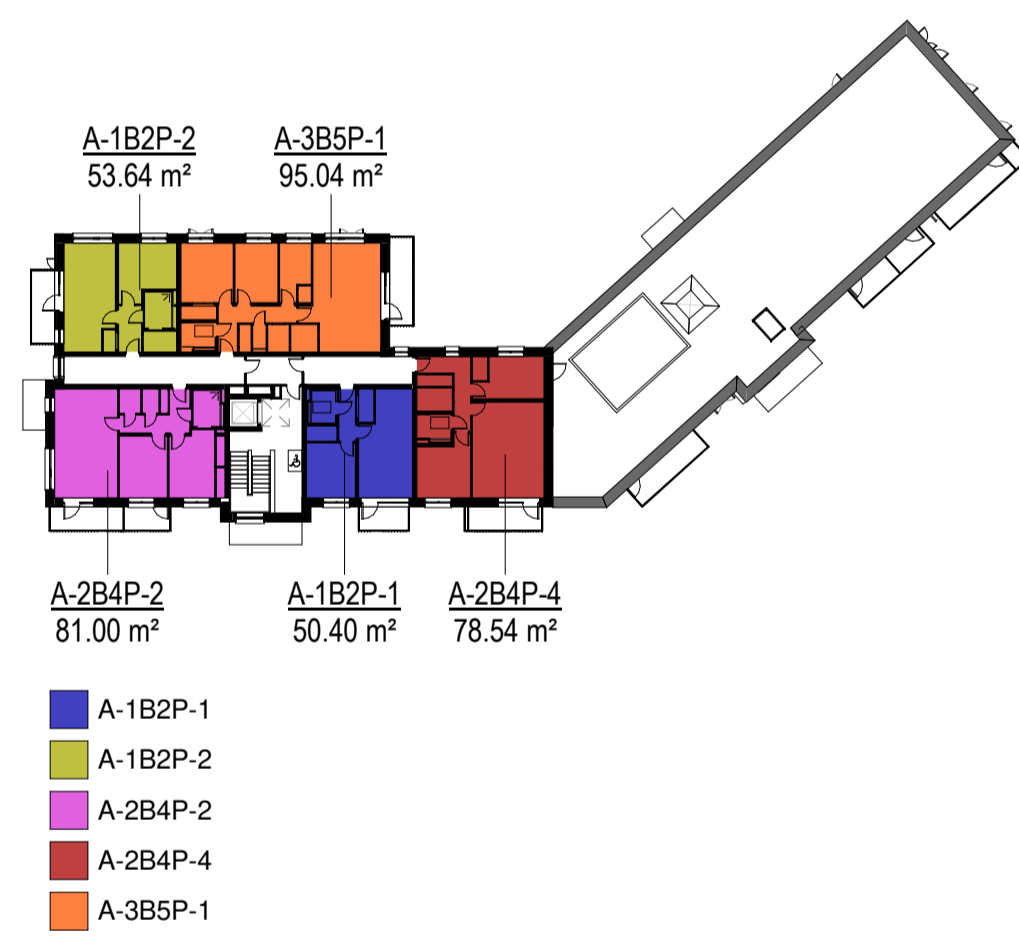 A-1B2P-2
53.64 m²
A-3B5P-1
95.04 m²
A-2B4P-2
81.00 m²
A-1B2P-1
50.40 m²
A-2B4P-4
78.54 m²
A-1B2P-1
A-1B2P-2
A-2B4P-2
A-2B4P-4
A-3B5P-1